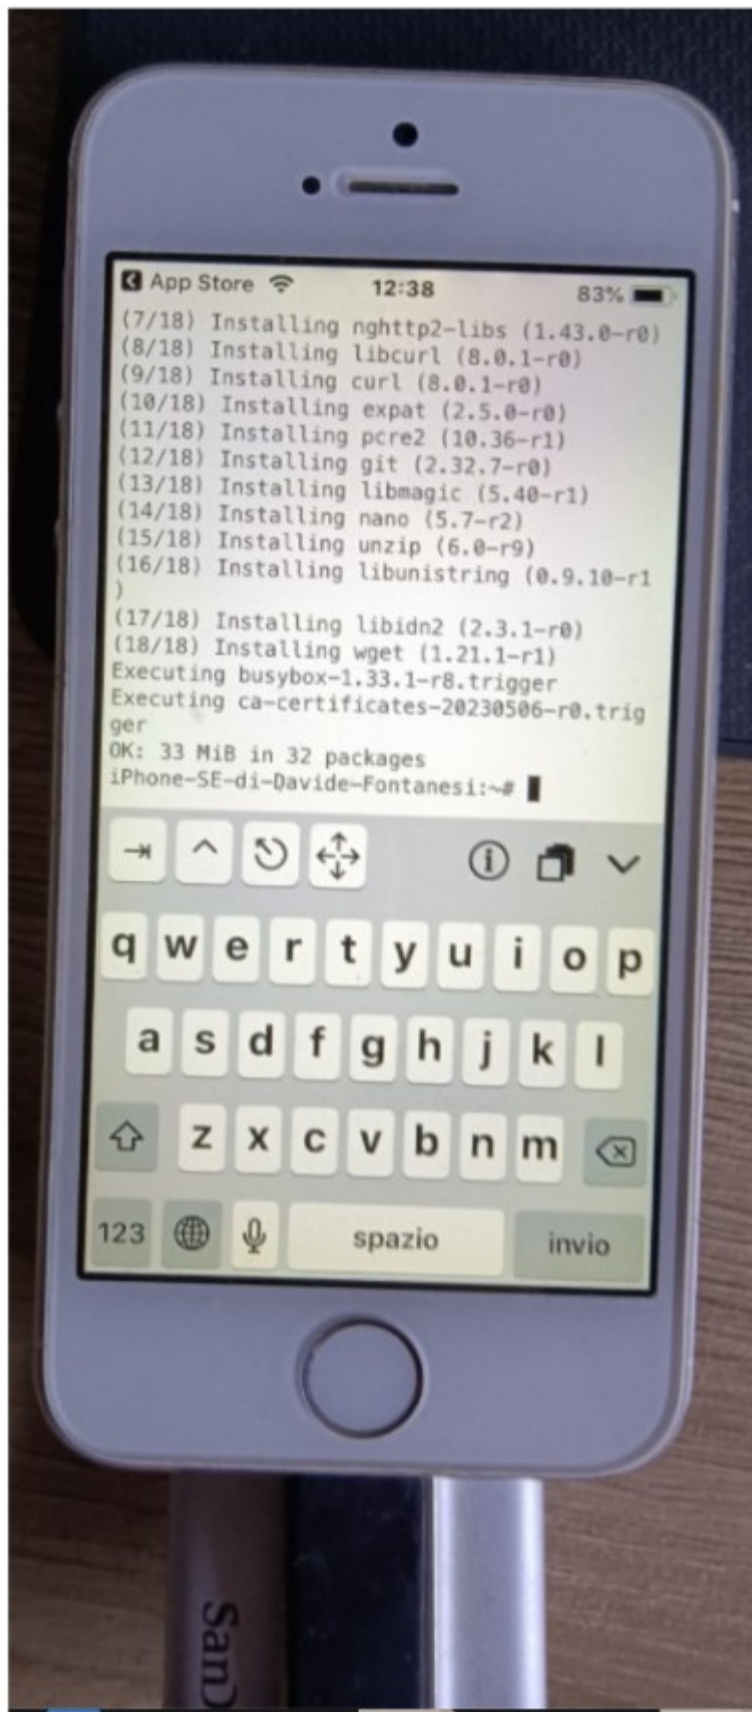 App Store 12:38 83%
(7/18) Installing nghttp2-libs (1.43.0-r0)
(8/18) Installing libcurl (8.0.1-r0)
(9/18) Installing curl (8.0.1-r0)
(10/18) Installing expat (2.5.0-r0)
(11/18) Installing pcre2 (10.36-r1)
(12/18) Installing git (2.32.7-r0)
(13/18) Installing libmagic (5.40-r1)
(14/18) Installing nano (5.7-r2)
(15/18) Installing unzip (6.0-r9)
(16/18) Installing libunistring (0.9.10-r1
)
(17/18) Installing libidn2 (2.3.1-r0)
(18/18) Installing wget (1.21.1-r1)
Executing busybox-1.33.1-r8.trigger
Executing ca-certificates-20230506-r0.trig
ger
OK: 33 MiB in 32 packages
iPhone-SE-di-Davide-Fontanesi:~#
q w e r t y u i o p
a s d f g h j k l
z x c v b n m
123 spazio invio
SanD